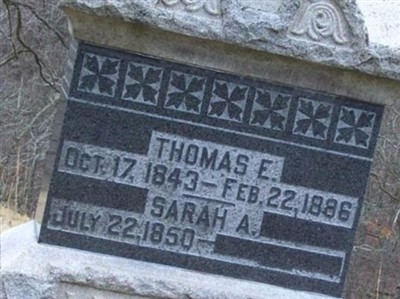 THOMAS E.
OCT. 17, 1843 – FEB. 22, 1886
SARAH A.
JULY 22, 1850. –